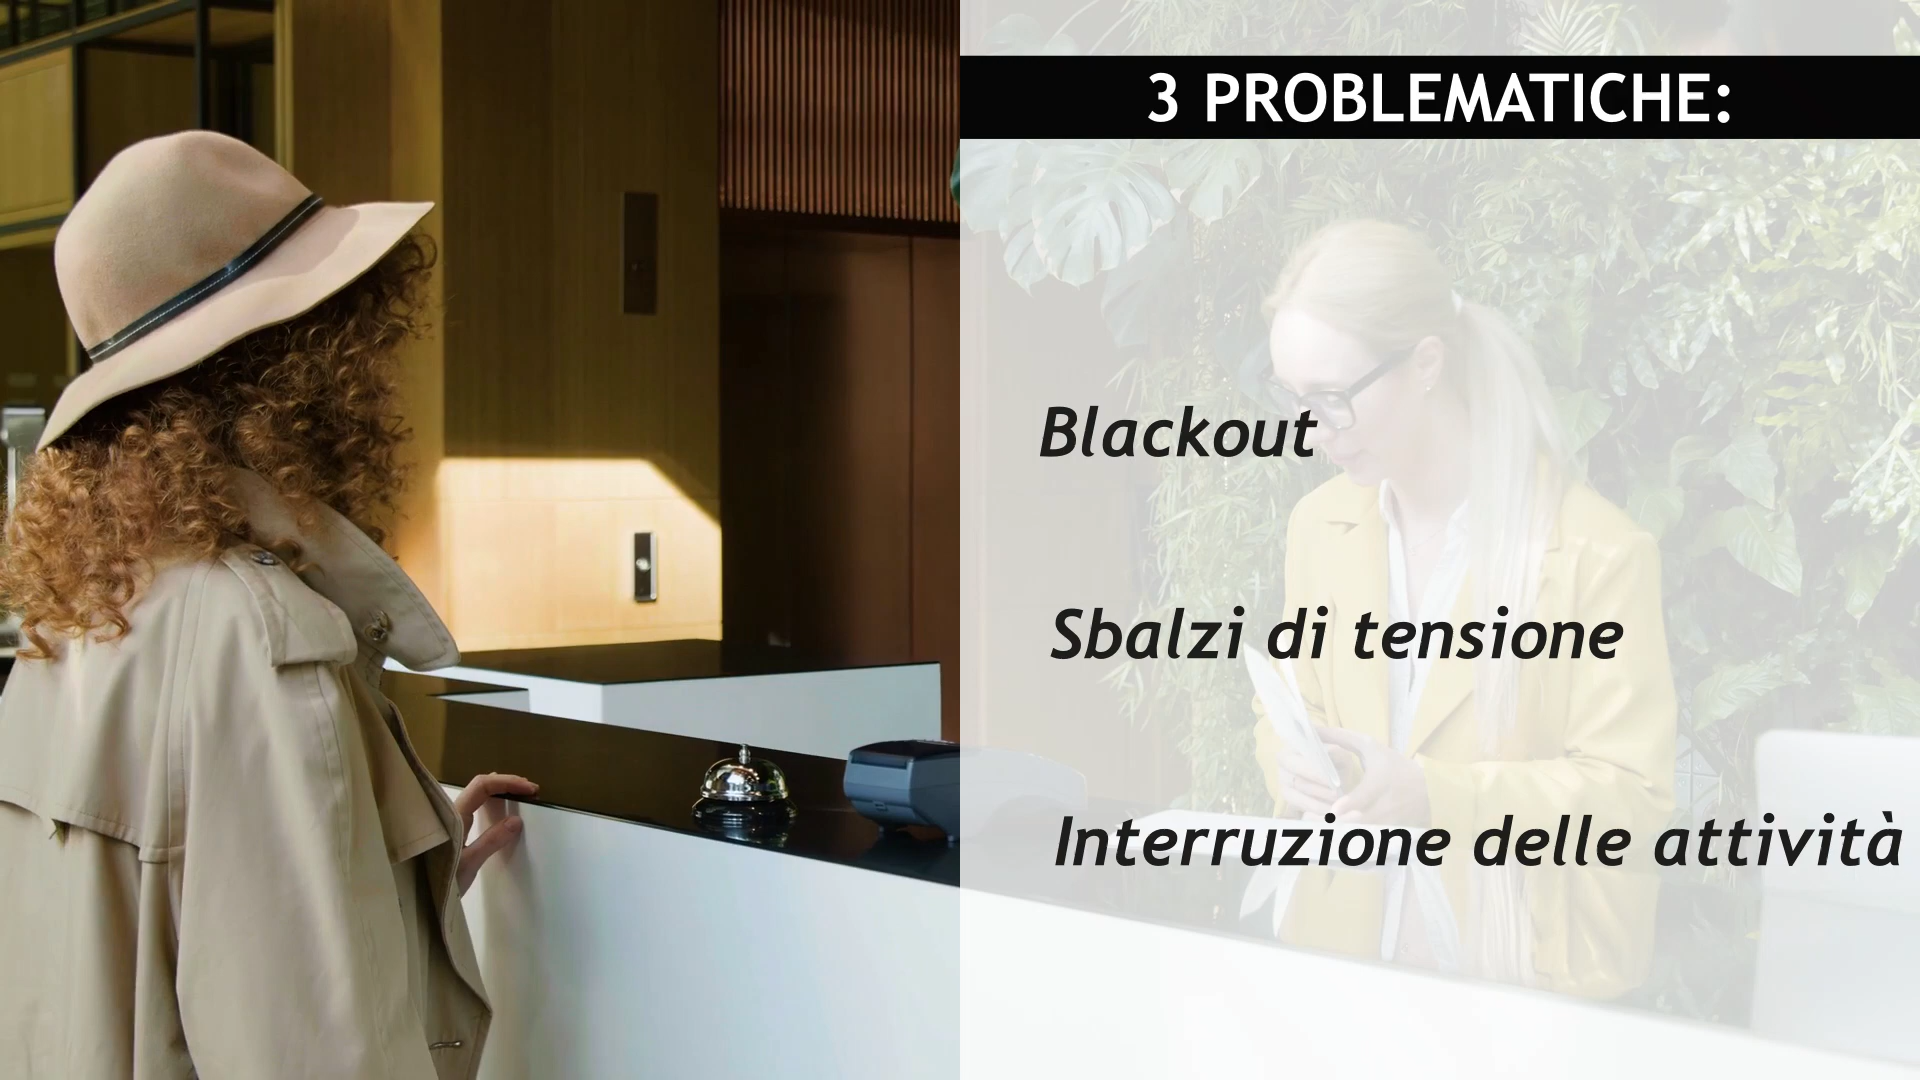 3 PROBLEMATICHE:
Blackout
Sbalzi di tensione
Interruzione delle attività